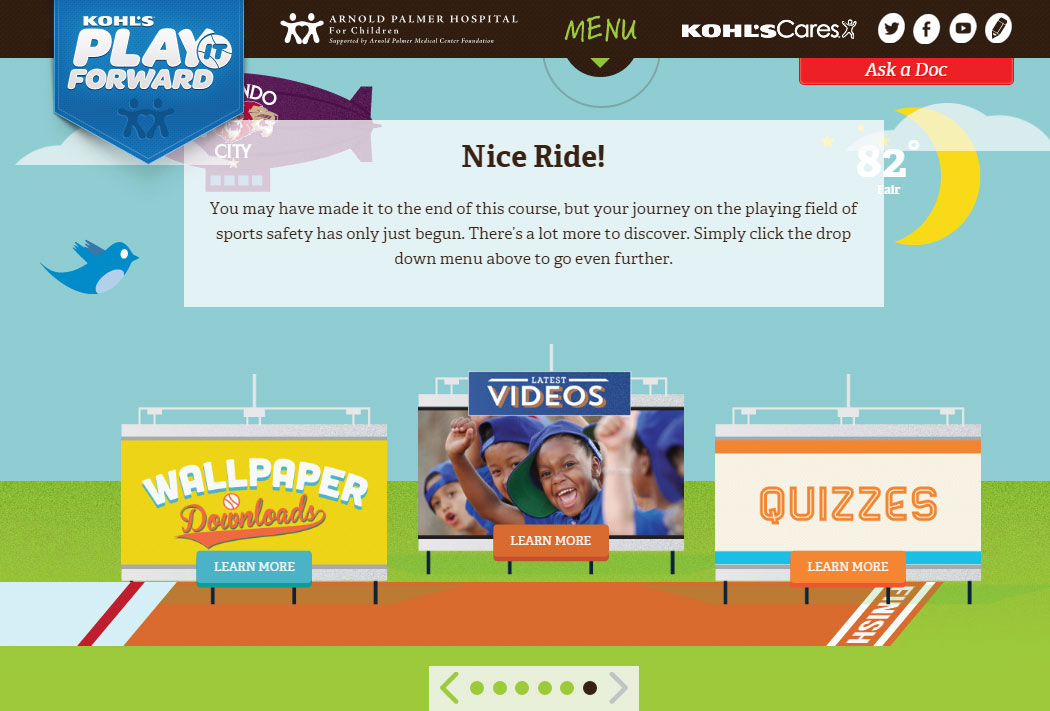 KOHL'S
PLAY IT
FORWARD
ARNOLD PALMER HOSPITAL
For Children
Supported by Arnold Palmer Medical Center Foundation
MENU
KOHL'S Cares
Ask a Doc
CITY
82°
Fair
Nice Ride!
You may have made it to the end of this course, but your journey on the playing field of
sports safety has only just begun. There's a lot more to discover. Simply click the drop
down menu above to go even further.
WALLPAPER
Downloads
LEARN MORE
LATEST
VIDEOS
LEARN MORE
QUIZZES
LEARN MORE
FINISH